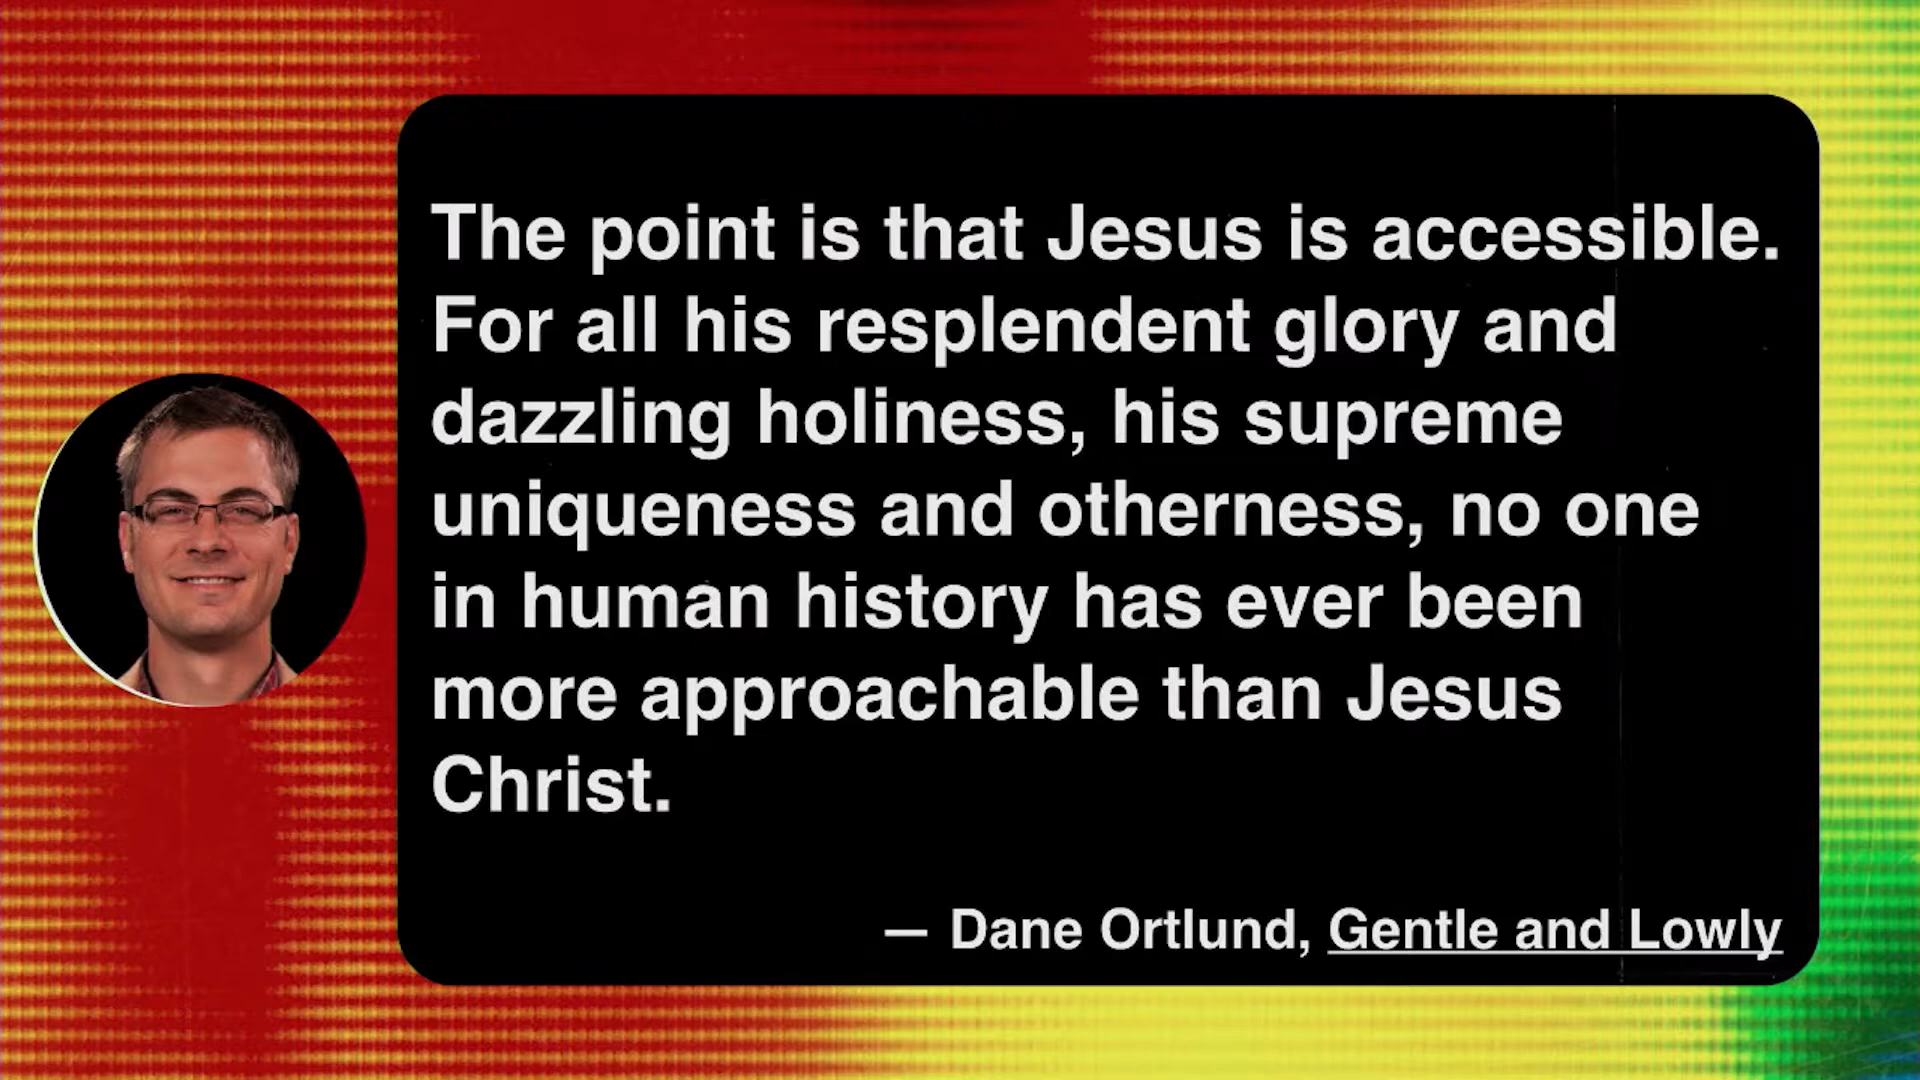 The point is that Jesus is accessible.
For all his resplendent glory and
dazzling holiness, his supreme
uniqueness and otherness, no one
in human history has ever been
more approachable than Jesus
Christ.
— Dane Ortlund, Gentle and Lowly